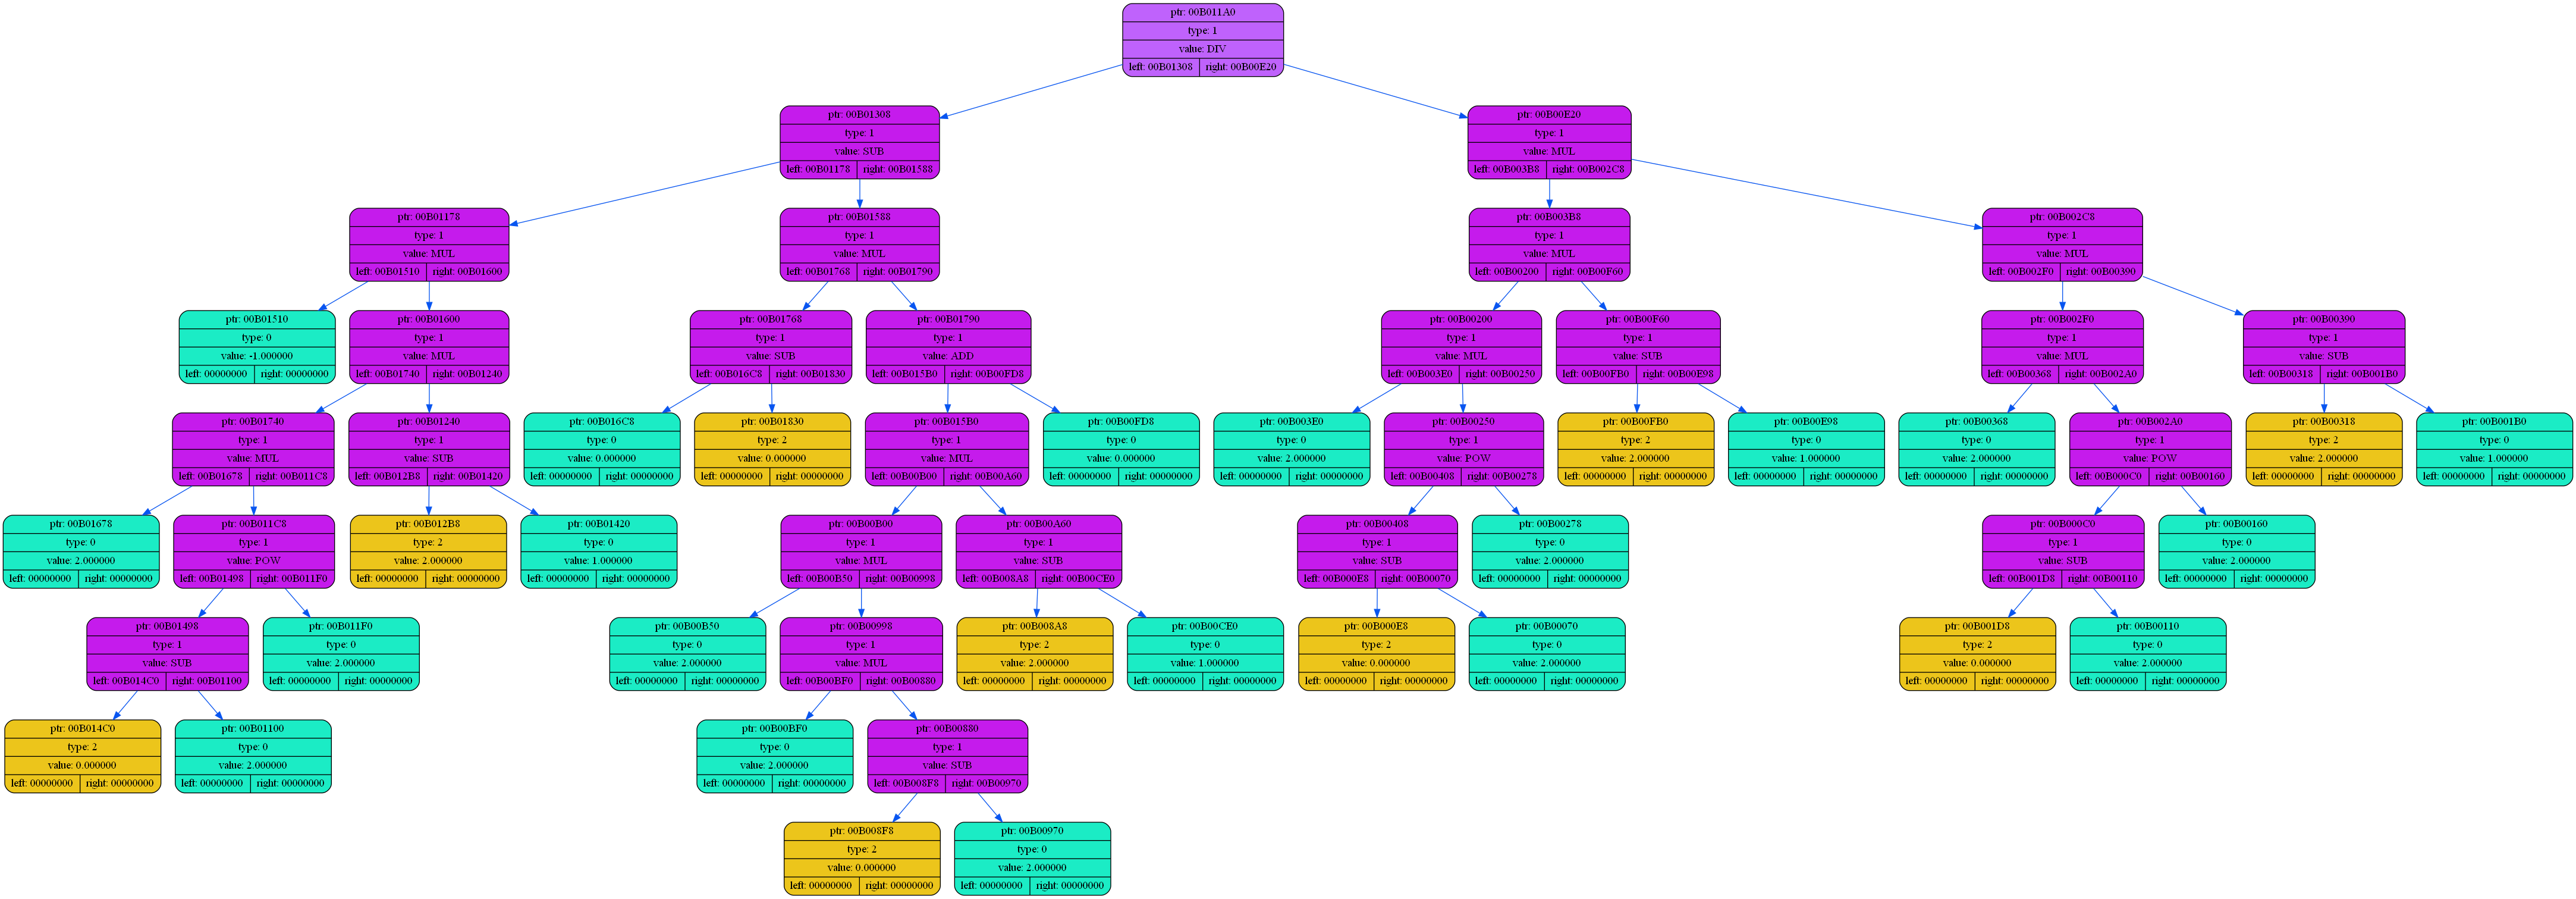 ptr: 00B011A0
type: 1
value: DIV
left: 00B01308 right: 00B00E20
ptr: 00B01308
type: 1
value: SUB
left: 00B01178 right: 00B01588
ptr: 00B00E20
type: 1
value: MUL
left: 00B003B8 right: 00B002C8
ptr: 00B01178
type: 1
value: MUL
left: 00B01510 right: 00B01600
ptr: 00B01588
type: 1
value: MUL
left: 00B01768 right: 00B01790
ptr: 00B003B8
type: 1
value: MUL
left: 00B00200 right: 00B00F60
ptr: 00B002C8
type: 1
value: MUL
left: 00B002F0 right: 00B00390
ptr: 00B01510
type: 0
value: -1.000000
left: 00000000 right: 00000000
ptr: 00B01600
type: 1
value: MUL
left: 00B01740 right: 00B01240
ptr: 00B01768
type: 1
value: SUB
left: 00B016C8 right: 00B01830
ptr: 00B01790
type: 1
value: ADD
left: 00B015B0 right: 00B00FD8
ptr: 00B00200
type: 1
value: MUL
left: 00B003E0 right: 00B00250
ptr: 00B00F60
type: 1
value: SUB
left: 00B00FB0 right: 00B00E98
ptr: 00B002F0
type: 1
value: MUL
left: 00B00368 right: 00B002A0
ptr: 00B00390
type: 1
value: SUB
left: 00B00318 right: 00B001B0
ptr: 00B01740
type: 1
value: MUL
left: 00B01678 right: 00B011C8
ptr: 00B01240
type: 1
value: SUB
left: 00B012B8 right: 00B01420
ptr: 00B016C8
type: 0
value: 0.000000
left: 00000000 right: 00000000
ptr: 00B01830
type: 2
value: 0.000000
left: 00000000 right: 00000000
ptr: 00B015B0
type: 1
value: MUL
left: 00B00B00 right: 00B00A60
ptr: 00B00FD8
type: 0
value: 0.000000
left: 00000000 right: 00000000
ptr: 00B003E0
type: 0
value: 2.000000
left: 00000000 right: 00000000
ptr: 00B00250
type: 1
value: POW
left: 00B00408 right: 00B00278
ptr: 00B00FB0
type: 2
value: 2.000000
left: 00000000 right: 00000000
ptr: 00B00E98
type: 0
value: 1.000000
left: 00000000 right: 00000000
ptr: 00B00368
type: 0
value: 2.000000
left: 00000000 right: 00000000
ptr: 00B002A0
type: 1
value: POW
left: 00B000C0 right: 00B00160
ptr: 00B00318
type: 2
value: 2.000000
left: 00000000 right: 00000000
ptr: 00B001B0
type: 0
value: 1.000000
left: 00000000 right: 00000000
ptr: 00B01678
type: 0
value: 2.000000
left: 00000000 right: 00000000
ptr: 00B011C8
type: 1
value: POW
left: 00B01498 right: 00B011F0
ptr: 00B012B8
type: 2
value: 2.000000
left: 00000000 right: 00000000
ptr: 00B01420
type: 0
value: 1.000000
left: 00000000 right: 00000000
ptr: 00B00B00
type: 1
value: MUL
left: 00B00B50 right: 00B00998
ptr: 00B00A60
type: 1
value: SUB
left: 00B008A8 right: 00B00CE0
ptr: 00B00408
type: 1
value: SUB
left: 00B000E8 right: 00B00070
ptr: 00B00278
type: 0
value: 2.000000
left: 00000000 right: 00000000
ptr: 00B000C0
type: 1
value: SUB
left: 00B001D8 right: 00B00110
ptr: 00B00160
type: 0
value: 2.000000
left: 00000000 right: 00000000
ptr: 00B01498
type: 1
value: SUB
left: 00B014C0 right: 00B01100
ptr: 00B011F0
type: 0
value: 2.000000
left: 00000000 right: 00000000
ptr: 00B00B50
type: 0
value: 2.000000
left: 00000000 right: 00000000
ptr: 00B00998
type: 1
value: MUL
left: 00B00BF0 right: 00B00880
ptr: 00B008A8
type: 2
value: 2.000000
left: 00000000 right: 00000000
ptr: 00B00CE0
type: 0
value: 1.000000
left: 00000000 right: 00000000
ptr: 00B000E8
type: 2
value: 0.000000
left: 00000000 right: 00000000
ptr: 00B00070
type: 0
value: 2.000000
left: 00000000 right: 00000000
ptr: 00B001D8
type: 2
value: 0.000000
left: 00000000 right: 00000000
ptr: 00B00110
type: 0
value: 2.000000
left: 00000000 right: 00000000
ptr: 00B014C0
type: 2
value: 0.000000
left: 00000000 right: 00000000
ptr: 00B01100
type: 0
value: 2.000000
left: 00000000 right: 00000000
ptr: 00B00BF0
type: 0
value: 2.000000
left: 00000000 right: 00000000
ptr: 00B00880
type: 1
value: SUB
left: 00B008F8 right: 00B00970
ptr: 00B008F8
type: 2
value: 0.000000
left: 00000000 right: 00000000
ptr: 00B00970
type: 0
value: 2.000000
left: 00000000 right: 00000000